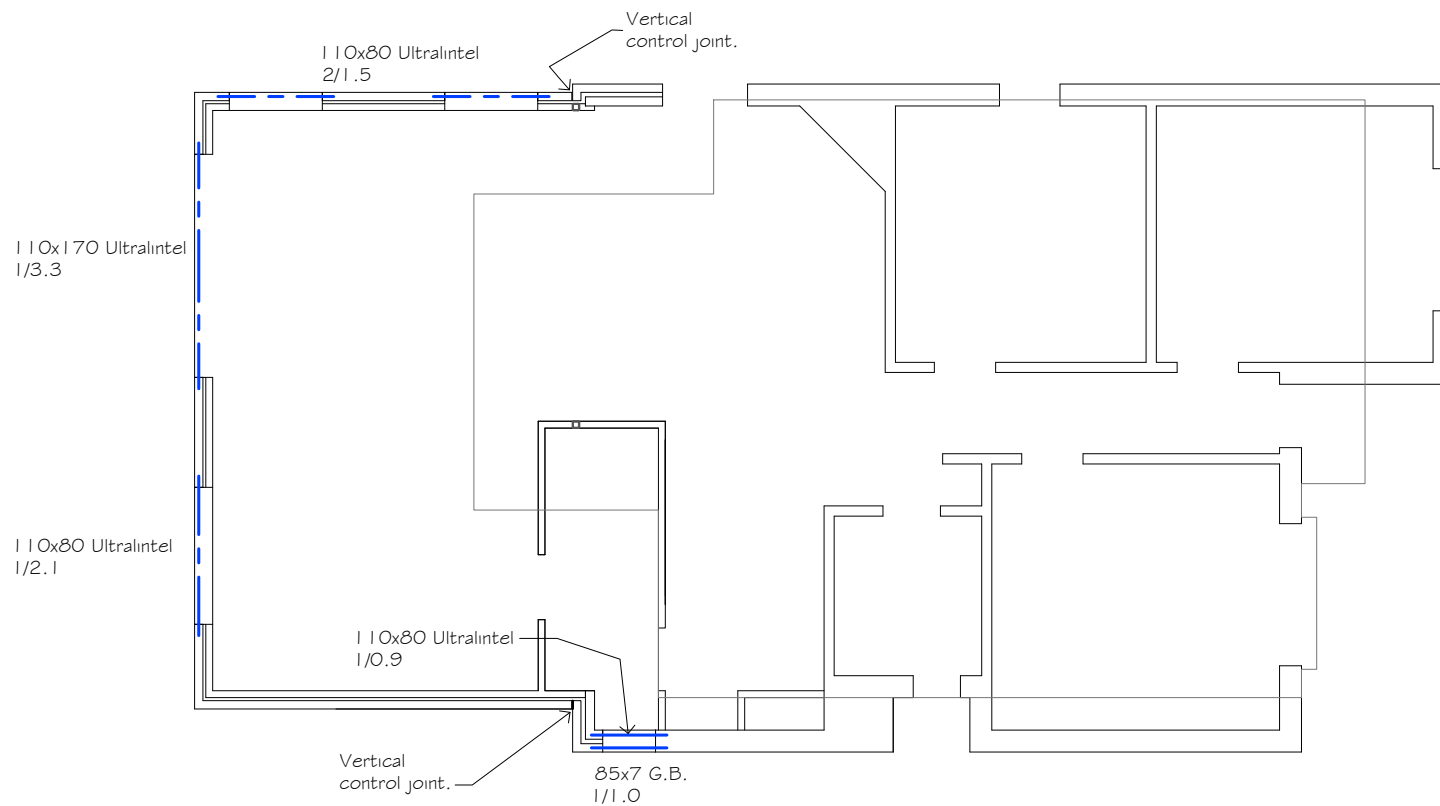 Vertical
control joint.
110x80 Ultralintel
2/1.5
110x170 Ultralintel
1/3.3
110x80 Ultralintel
1/2.1
110x80 Ultralintel
1/0.9
Vertical
control joint.
85x7 G.B.
1/1.0